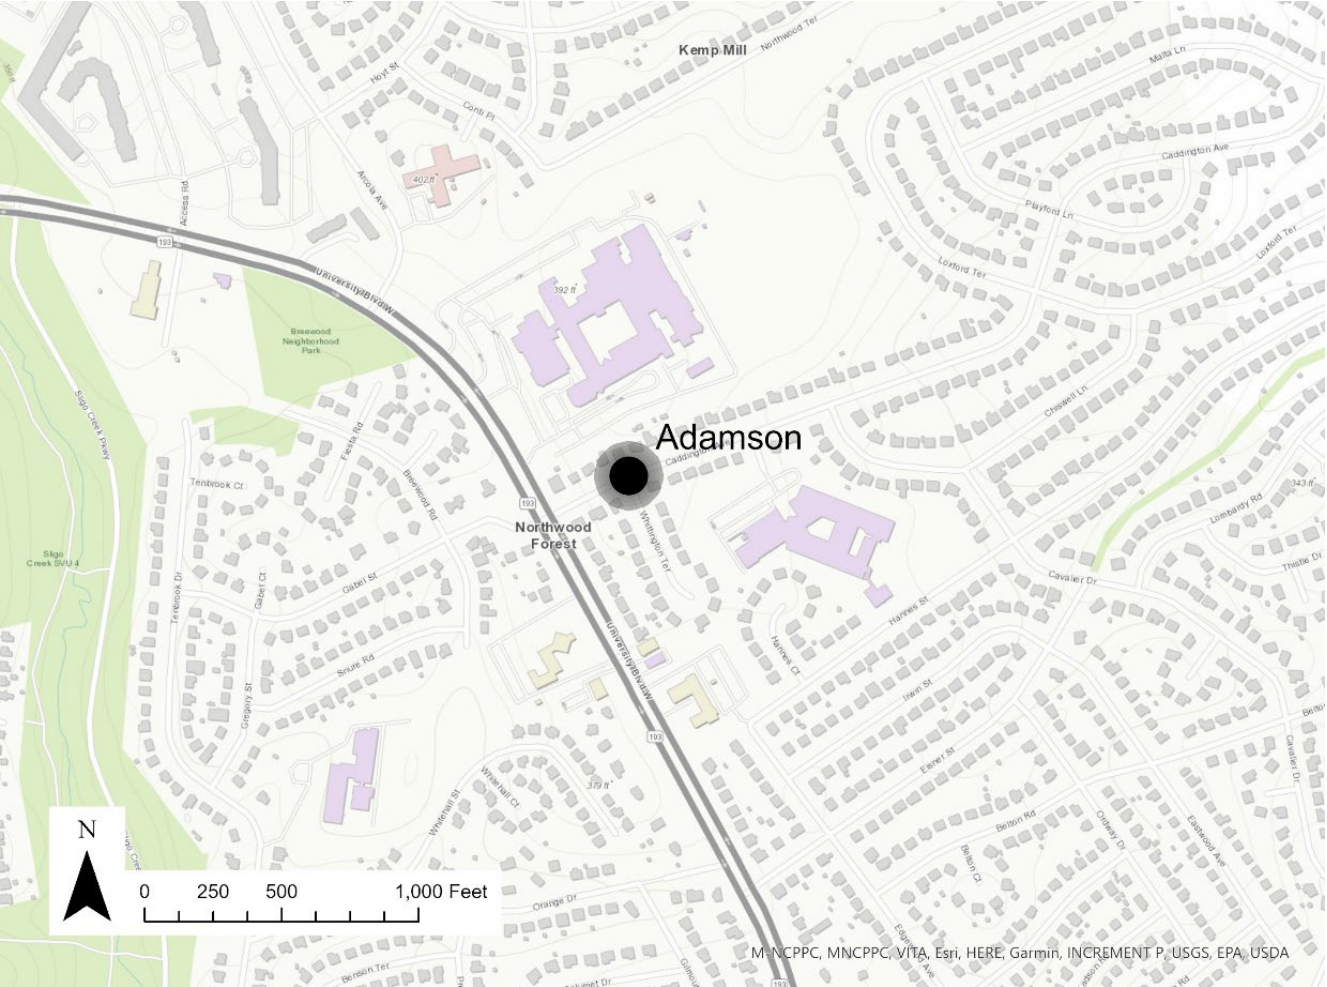 Kemp Mill
Northwood Ter
Malta Ln
Hoyt St
Conti Pl
Caddington Ave
402 ft
Access Rd
Arcola Ave
Playford Ln
Loxford Ter
Loxford Ter
193
University Blvd W
392 ft
Breewood
Neighborhood
Park
Chiswell Ln
Sligo Creek Pkwy
Fiesta Rd
Adamson
Caddington Ave
Tenbrook Ct
Breewood Rd
343 ft
193
Lombardy Rd
Northwood
Forest
Whittington Ter
Sligo
Creek SVU 4
Thistle Dr
Cavalier Dr
Tenbrook Dr
Gabel Ct
Gabel St
Hannes St
University Blvd W
Hannes Ct
Snure Rd
Irwin St
Gregory St
193
Cavalier Dr
Eisner St
Whitehall Ct
379 ft
Whitehall St
Belton Rd
Ordway Dr
Eastwood Ave
N
Belton Ct
0 250 500 1,000 Feet
Orange Dr
M-NCPPC, MNCPPC, VITA, Esri, HERE, Garmin, INCREMENT P, USGS, EPA, USDA
Benson Ter
193